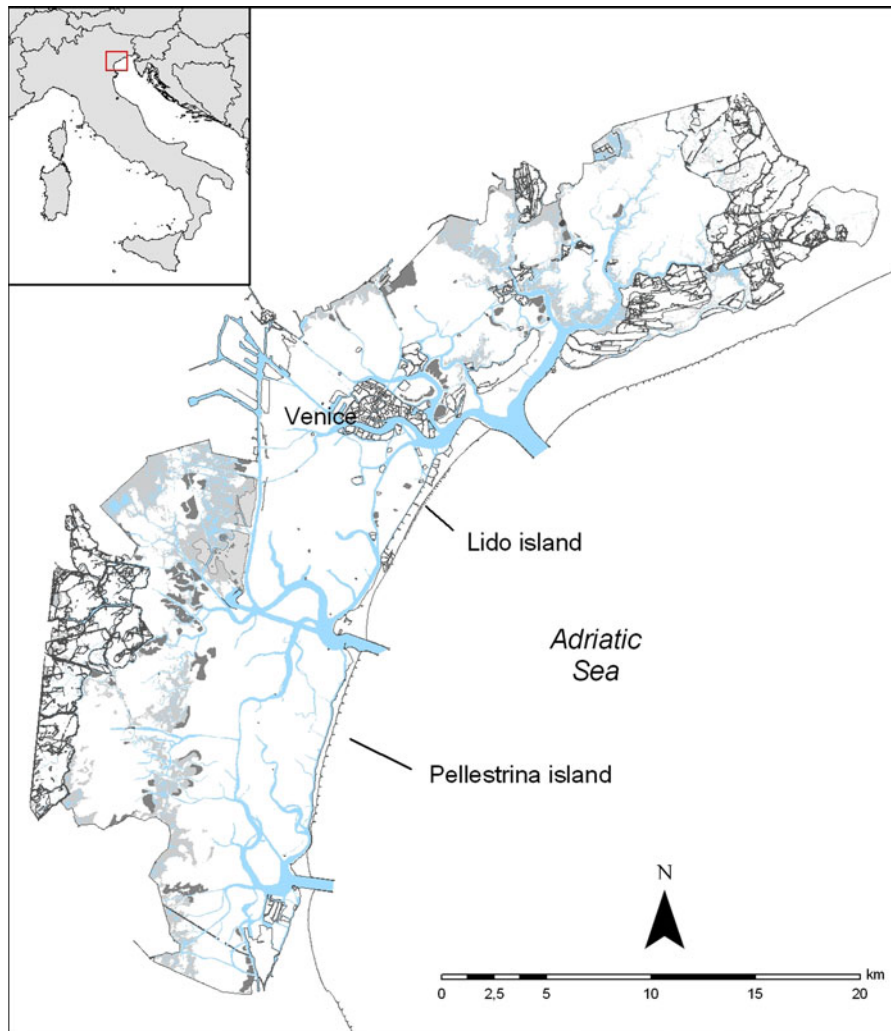 Venice
Lido island
Adriatic
Sea
Pellestrina island
N
km
0 2,5 5 10 15 20